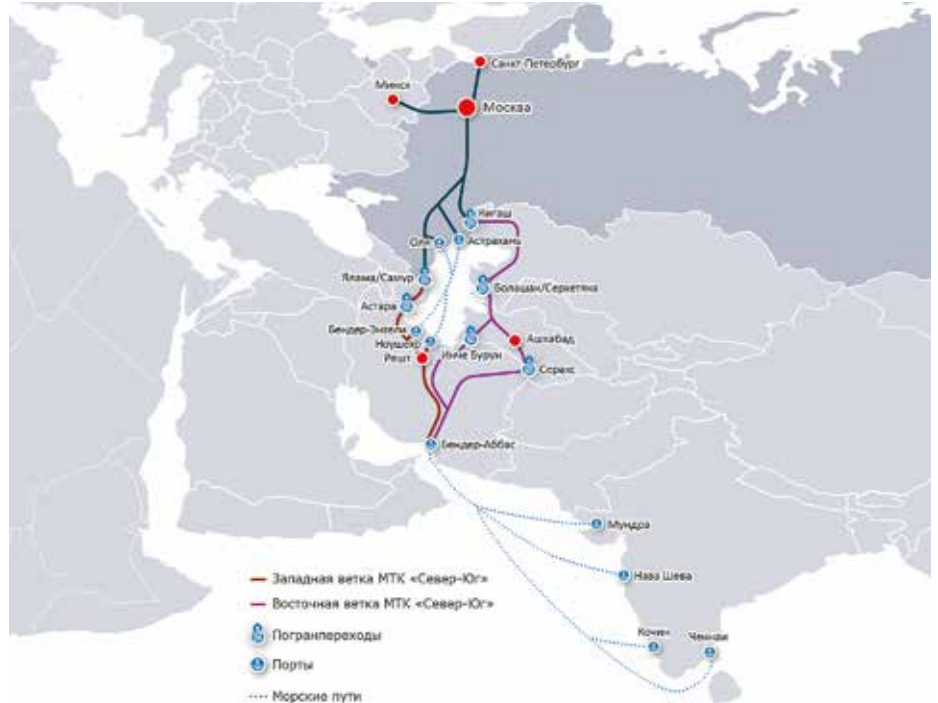 Санкт-Петербург
Минск
Москва
Кигаш
Оля
Астрахань
Ялама/Самур
Болашак/Серхетяка
Астара
Бендер-Энзели
Ноушехр
Ашхабад
Инче Бурун
Решт
Серахс
Бендер-Аббас
Мундра
Нава Шева
Кочин
Ченнаи
Западная ветка МТК «Север-Юг»
Восточная ветка МТК «Север-Юг»
Погранпереходы
Порты
Морские пути